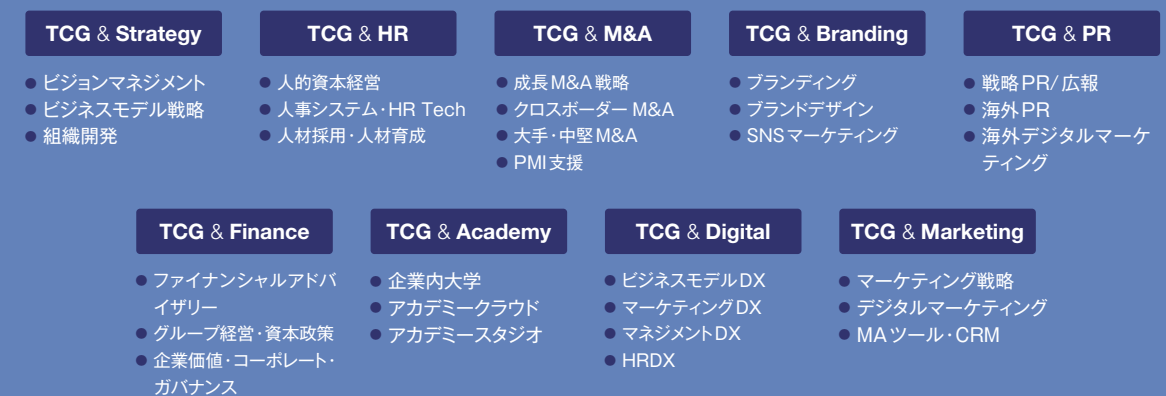 TCG & Strategy
● ビジョンマネジメント
● ビジネスモデル戦略
● 組織開発
TCG & HR
● 人的資本経営
● 人事システム・HR Tech
● 人材採用・人材育成
TCG & M&A
● 成長M&A戦略
● クロスボーダー M&A
● 大手・中堅M&A
● PMI支援
TCG & Branding
● ブランディング
● ブランドデザイン
● SNSマーケティング
TCG & PR
● 戦略PR/広報
● 海外PR
● 海外デジタルマーケ
ティング
TCG & Finance
● ファイナンシャルアドバ
イザリー
● グループ経営・資本政策
● 企業価値・コーポレート・
ガバナンス
TCG & Academy
● 企業内大学
● アカデミークラウド
● アカデミースタジオ
TCG & Digital
● ビジネスモデルDX
● マーケティングDX
● マネジメントDX
● HRDX
TCG & Marketing
● マーケティング戦略
● デジタルマーケティング
● MAツール・CRM